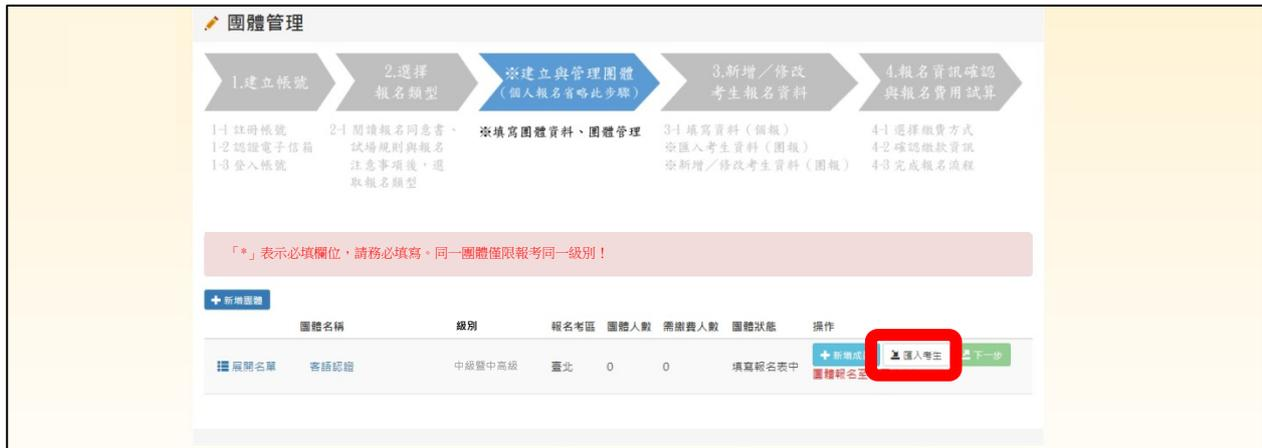 團體管理
1.建立帳號
2.選擇
報名類型
※建立與管理團體
(個人報名省略此步驟)
3.新增／修改
考生報名資料
4.報名資訊確認
與報名費用試算
1-1 註冊帳號
1-2 認證電子信箱
1-3 登入帳號
2-1 閱讀報名同意書、
試場規則與報名
注意事項後，選
取報名類型
※填寫團體資料、團體管理
3-1 填寫資料（個報）
※匯入考生資料（團報）
※新增／修改考生資料（團報）
4-1 選擇繳費方式
4-2 確認繳款資訊
4-3 完成報名流程
「*」表示必填欄位，請務必填寫。同一團體僅限報考同一級別！
新增團體
團體名稱 級別 報名考區 團體人數 需繳費人數 團體狀態 操作
展開名單 客語認證 中級暨中高級 臺北 0 0 填寫報名表中 新增成 匯入考生 下一步
團體報名至